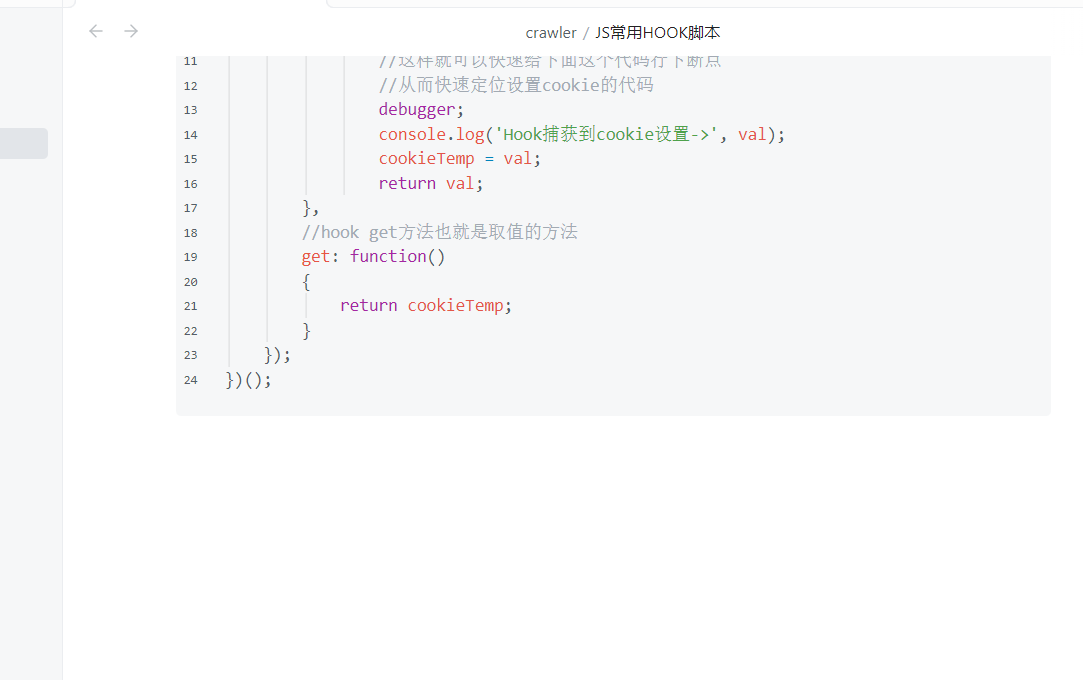 crawler / JS常用HOOK脚本
11 //这样就可以快速给下面这个代码行下断点
12 //从而快速定位设置cookie的代码
13 debugger;
14 console.log('Hook捕获到cookie设置->', val);
15 cookieTemp = val;
16 return val;
17 },
18 //hook get方法也就是取值的方法
19 get: function()
20 {
21 return cookieTemp;
22 }
23 });
24 })();